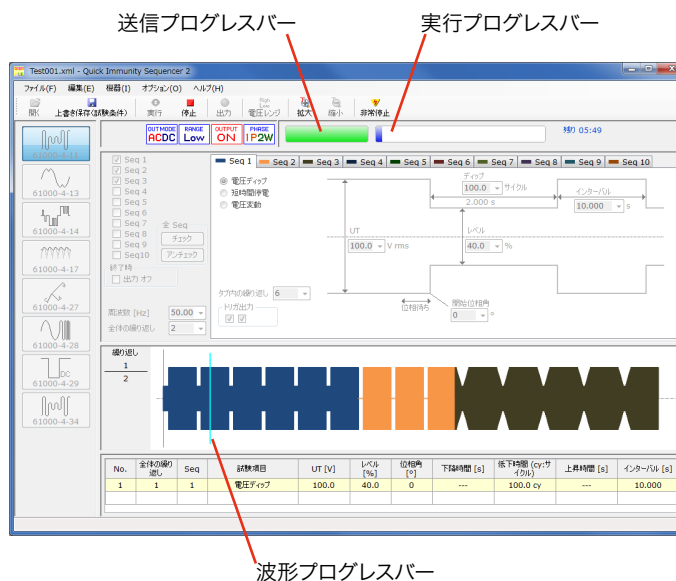 送信プログレスバー
実行プログレスバー
Test001.xml - Quick Immunity Sequencer 2
ファイル(F) 編集(E) 機器(I) オプション(O) ヘルプ(H)
開く 上書き保存(試験条件) 実行 停止 出力 High Low 電圧レンジ 拡大 縮小 非常停止
OUT MODE ACDC RANGE Low OUTPUT ON PHASE 1P2W 残り 05:49
61000-4-11
61000-4-13
61000-4-14
61000-4-17
61000-4-27
61000-4-28
DC
61000-4-29
61000-4-34
Seq 1
Seq 2
Seq 3
Seq 4
Seq 5
Seq 6
Seq 7
Seq 8
Seq 9
Seq10
全 Seq
チェック
アンチェック
終了時
出力 オフ
周波数 [Hz] 50.00
全体の繰り返し 2
Seq 1 Seq 2 Seq 3 Seq 4 Seq 5 Seq 6 Seq 7 Seq 8 Seq 9 Seq 10
電圧ディップ
短時間停電
電圧変動
タブ内の繰り返し 6
トリガ出力
ディップ
100.0 サイクル
2.000 s
インターバル
10.000 s
UT
100.0 V rms
レベル
40.0 %
位相待ち
開始位相角
0 °
繰り返し
1
2
No. 全体の繰り返し Seq 試験項目 UT [V] レベル [%] 位相角 [°] 下降時間 [s] 低下時間 (cy:サイクル) 上昇時間 [s] インターバル [s]
1 1 1 電圧ディップ 100.0 40.0 0 --- 100.0 cy --- 10.000
波形プログレスバー